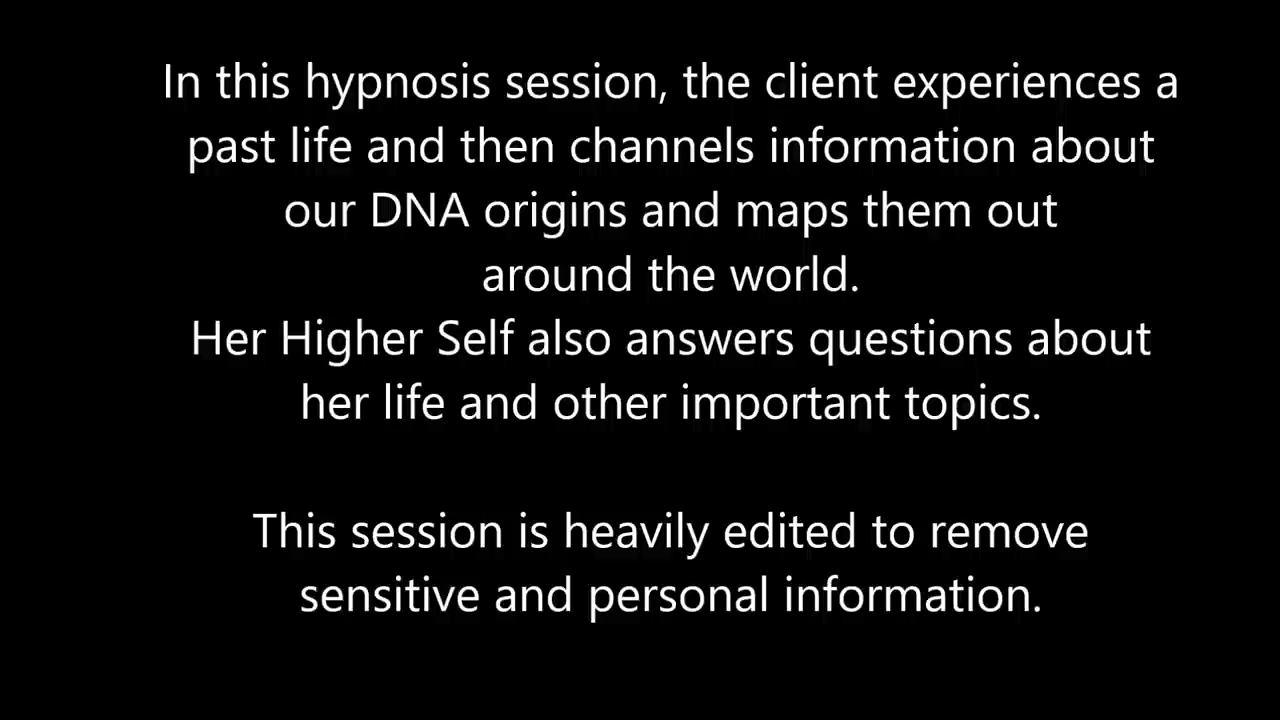 In this hypnosis session, the client experiences a
past life and then channels information about
our DNA origins and maps them out
around the world.
Her Higher Self also answers questions about
her life and other important topics.
This session is heavily edited to remove
sensitive and personal information.